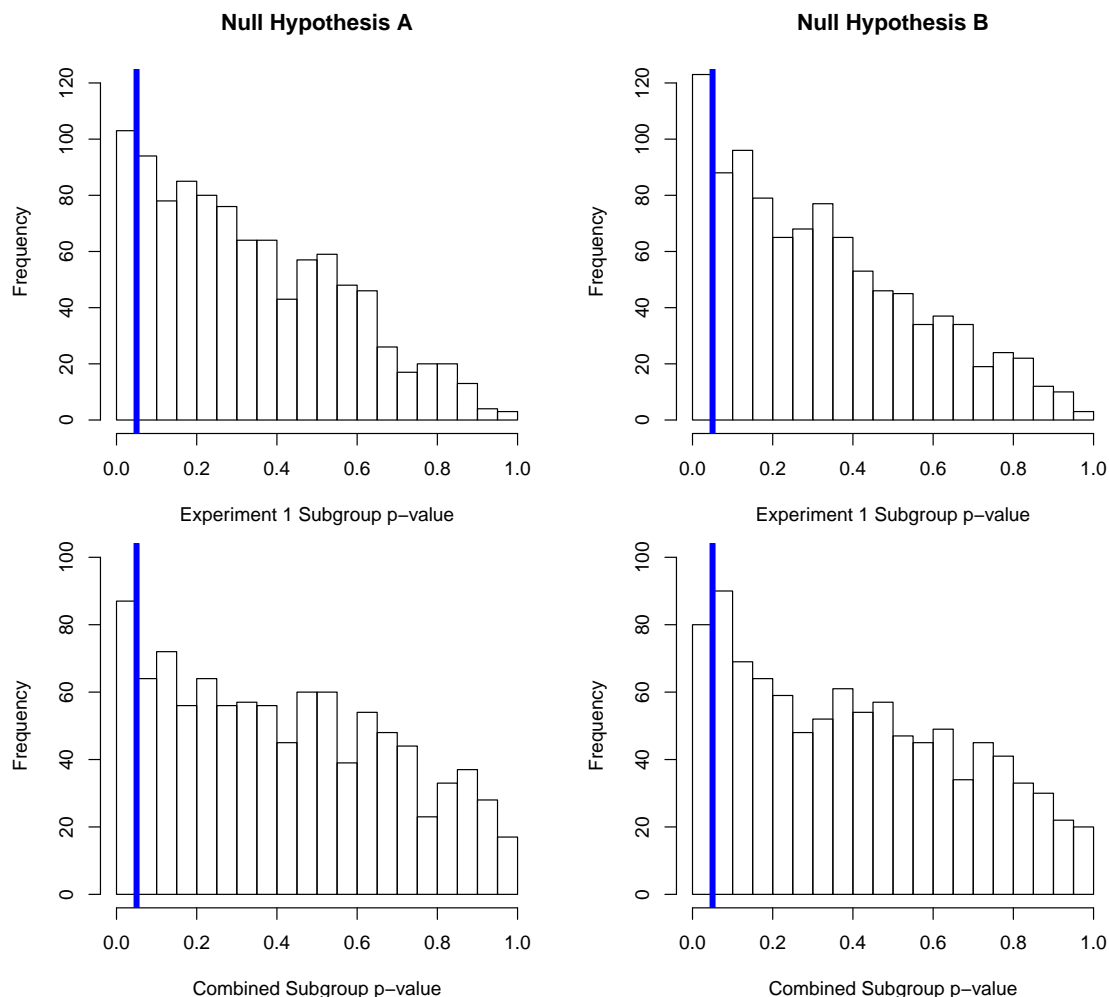 Null Hypothesis A
Frequency
0 20 40 60 80 100 120
0.0 0.2 0.4 0.6 0.8 1.0
Experiment 1 Subgroup p−value
Null Hypothesis B
Frequency
0 20 40 60 80 100 120
0.0 0.2 0.4 0.6 0.8 1.0
Experiment 1 Subgroup p−value
Frequency
0 20 40 60 80 100
0.0 0.2 0.4 0.6 0.8 1.0
Combined Subgroup p−value
Frequency
0 20 40 60 80 100
0.0 0.2 0.4 0.6 0.8 1.0
Combined Subgroup p−value